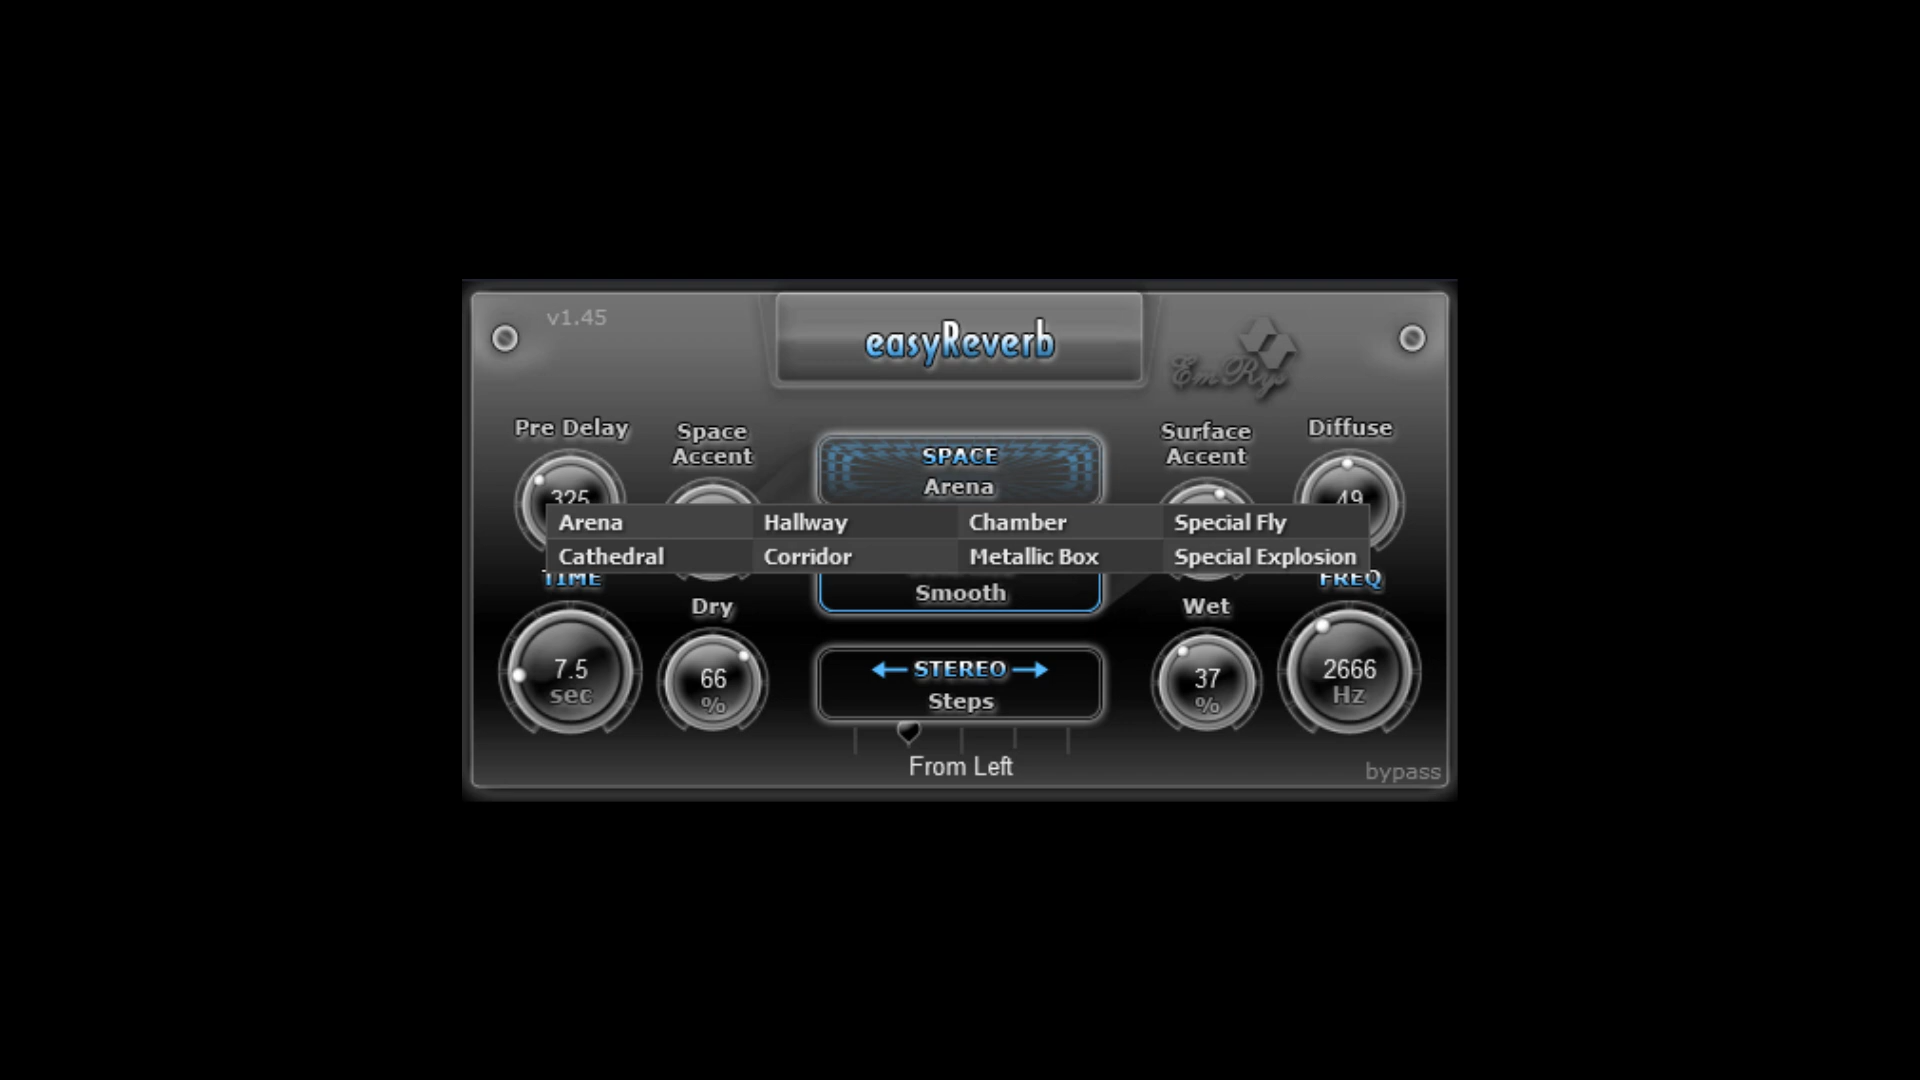 v1.45
easyReverb
EmRys
Pre Delay
Space
Accent
SPACE
Arena
Surface
Accent
Diffuse
325
49
Arena
Hallway
Chamber
Special Fly
Cathedral
Corridor
Metallic Box
Special Explosion
TIME
Smooth
FREQ
Dry
Wet
7.5
sec
66
%
STEREO
Steps
37
%
2666
Hz
From Left
bypass